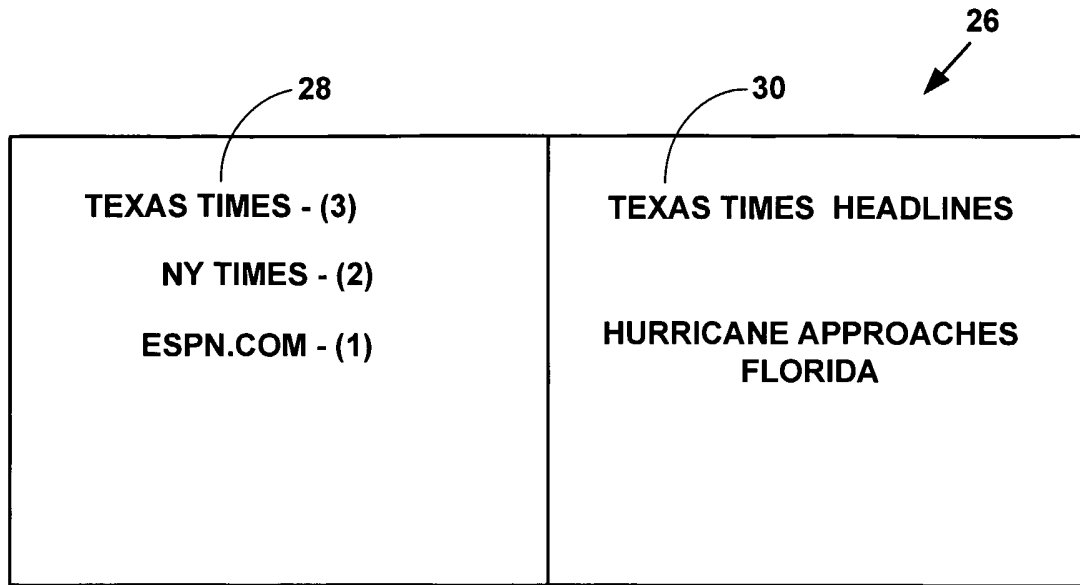 26
28
30
TEXAS TIMES - (3)
NY TIMES - (2)
ESPN.COM - (1)
TEXAS TIMES HEADLINES
HURRICANE APPROACHES
FLORIDA